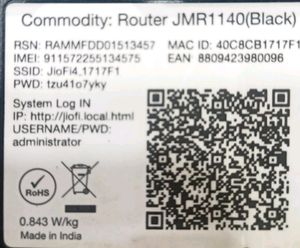 Commodity: Router JMR1140(Black)
RSN: RAMMFDD01513457 MAC ID: 40C8CB1717F1
IMEI: 911572255134575 EAN: 8809423980096
SSID: JioFi4_1717F1
PWD: tzu41o7yky
System Log IN
IP: http://jiofi.local.html
USERNAME/PWD:
administrator
RoHS
0.843 W/kg
Made in India